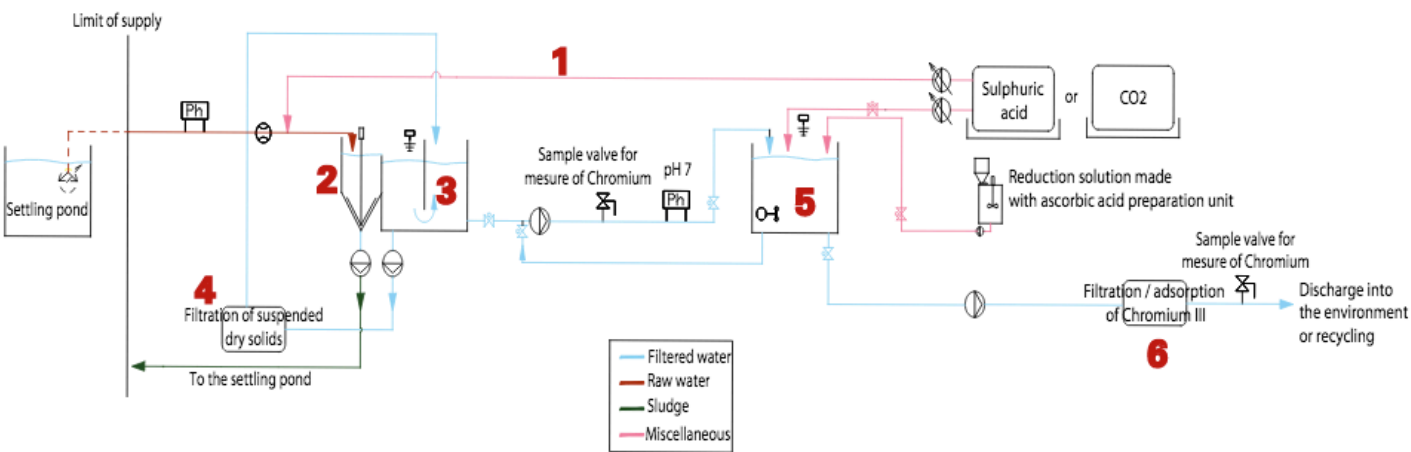 Limit of supply
1
Ph
Sulphuric
acid
or
CO2
2
3
Sample valve for
mesure of Chromium
pH 7
Ph
5
Reduction solution made
with ascorbic acid preparation unit
Settling pond
Sample valve for
mesure of Chromium
4
Filtration of suspended
dry solids
Filtration / adsorption
of Chromium III
6
Discharge into
the environment
or recycling
To the settling pond
Filtered water
Raw water
Sludge
Miscellaneous